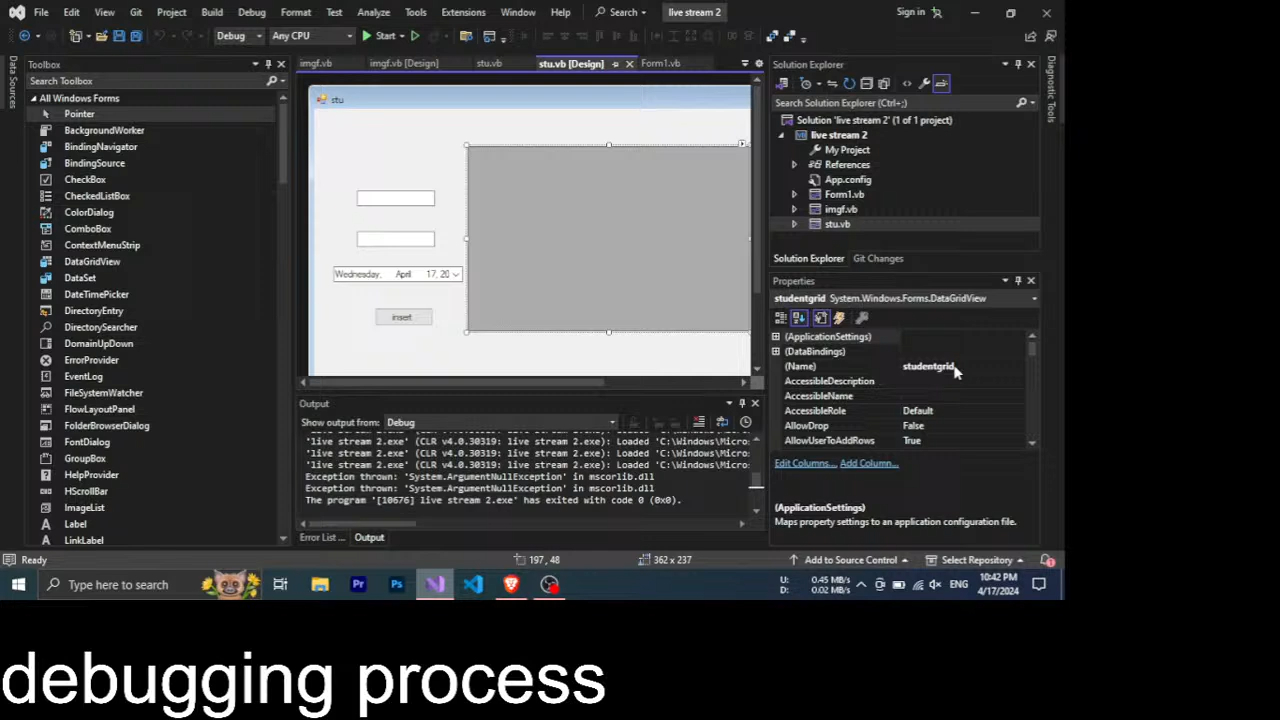 File Edit View Git Project Build Debug Format Test Analyze Tools Extensions Window Help Search live stream 2 Sign in
Debug Any CPU Start
Data Sources
Toolbox
Search Toolbox
All Windows Forms
Pointer
BackgroundWorker
BindingNavigator
BindingSource
CheckBox
CheckedListBox
ColorDialog
ComboBox
ContextMenuStrip
DataGridView
DataSet
DateTimePicker
DirectoryEntry
DirectorySearcher
DomainUpDown
ErrorProvider
EventLog
FileSystemWatcher
FlowLayoutPanel
FolderBrowserDialog
FontDialog
GroupBox
HelpProvider
HScrollBar
ImageList
Label
LinkLabel
imgf.vb imgf.vb [Design] stu.vb stu.vb [Design] Form1.vb
stu
Wednesday, April 17, 20
insert
Output
Show output from: Debug
'live stream 2.exe' (CLR v4.0.30319: live stream 2.exe): Loaded 'C:\Windows\Micro
'live stream 2.exe' (CLR v4.0.30319: live stream 2.exe): Loaded 'C:\Windows\Micro
'live stream 2.exe' (CLR v4.0.30319: live stream 2.exe): Loaded 'C:\Windows\Micro
Exception thrown: 'System.ArgumentNullException' in mscorlib.dll
Exception thrown: 'System.ArgumentNullException' in mscorlib.dll
The program '[10676] live stream 2.exe' has exited with code 0 (0x0).
Error List ... Output
Solution Explorer
Search Solution Explorer (Ctrl+;)
Solution 'live stream 2' (1 of 1 project)
live stream 2
My Project
References
App.config
Form1.vb
imgf.vb
stu.vb
Solution Explorer Git Changes
Properties
studentgrid System.Windows.Forms.DataGridView
(ApplicationSettings)
(DataBindings)
(Name) studentgrid
AccessibleDescription
AccessibleName
AccessibleRole Default
AllowDrop False
AllowUserToAddRows True
Edit Columns... Add Column...
(ApplicationSettings)
Maps property settings to an application configuration file.
Diagnostic Tools
Ready 197, 48 362 x 237 Add to Source Control Select Repository
Type here to search
Pr
Ps
U: 0.45 MB/s
D: 0.02 MB/s
ENG
10:42 PM
4/17/2024
debugging process